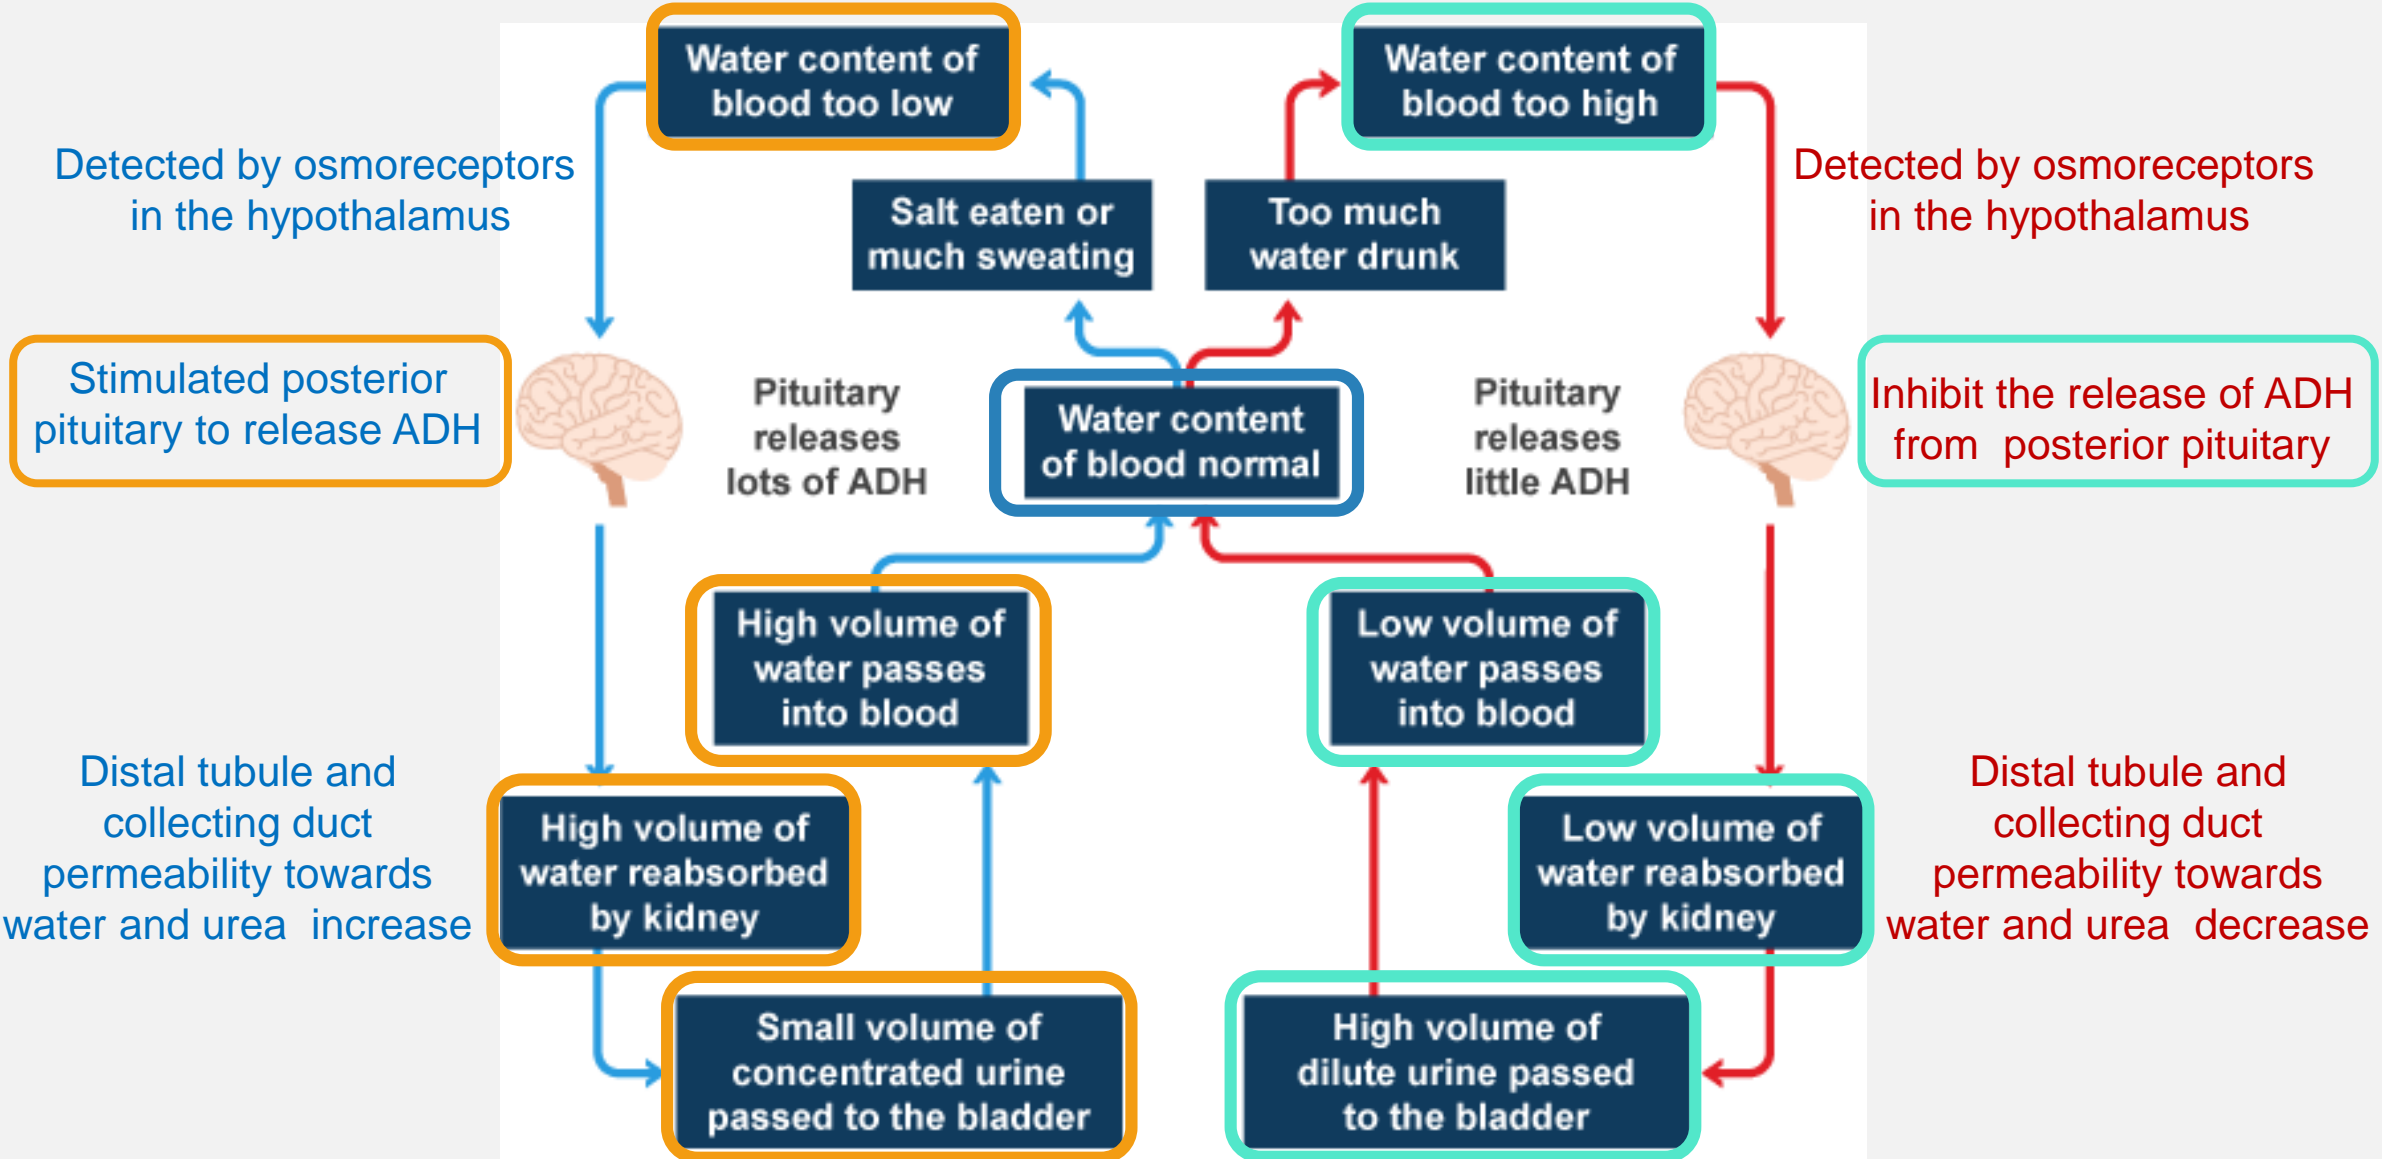 Water content of
blood too low
Water content of
blood too high
Detected by osmoreceptors
in the hypothalamus
Salt eaten or
much sweating
Too much
water drunk
Detected by osmoreceptors
in the hypothalamus
Stimulated posterior
pituitary to release ADH
Pituitary
releases
lots of ADH
Water content
of blood normal
Pituitary
releases
little ADH
Inhibit the release of ADH
from  posterior pituitary
High volume of
water passes
into blood
Low volume of
water passes
into blood
Distal tubule and
collecting duct
permeability towards
water and urea  increase
High volume of
water reabsorbed
by kidney
Low volume of
water reabsorbed
by kidney
Distal tubule and
collecting duct
permeability towards
water and urea  decrease
Small volume of
concentrated urine
passed to the bladder
High volume of
dilute urine passed
to the bladder